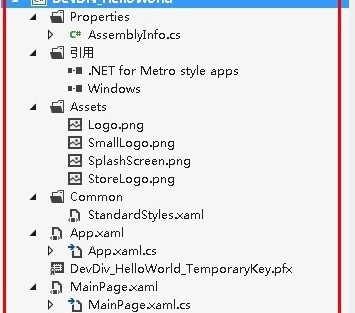 Properties
C# AssemblyInfo.cs
引用
.NET for Metro style apps
Windows
Assets
Logo.png
SmallLogo.png
SplashScreen.png
StoreLogo.png
Common
StandardStyles.xaml
App.xaml
App.xaml.cs
DevDiv_HelloWorld_TemporaryKey.pfx
MainPage.xaml
MainPage.xaml.cs